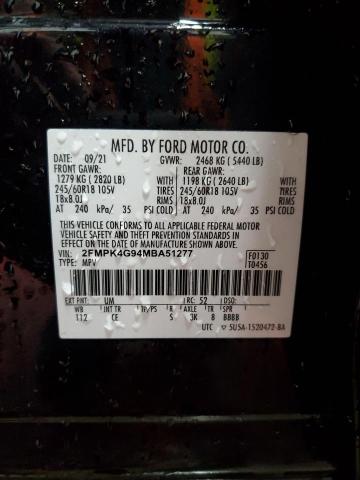 MFD. BY FORD MOTOR CO.
DATE: 09/21 GVWR: 2468 KG ( 5440 LB)
FRONT GAWR: REAR GAWR:
1279 KG ( 2820 LB) WITH 1198 KG ( 2640 LB) WITH
245/60R18 105V TIRES 245/60R18 105V TIRES
18x8.0J RIMS 18x8.0J RIMS
AT 240 kPa/ 35 PSI COLD AT 240 kPa/ 35 PSI COLD
THIS VEHICLE CONFORMS TO ALL APPLICABLE FEDERAL MOTOR
VEHICLE SAFETY AND THEFT PREVENTION STANDARDS IN EFFECT ON
THE DATE OF MANUFACTURE SHOWN ABOVE.
VIN: 2FMPK4G94MBA51277 F0130
TYPE: MPV T0456
EXT PNT: UM RC: 52 DSO:
WB INT TR TP/PS R AXLE TR SPR
112 CE S 3K 8 BBBB
UTC 5U5A-1520472-BA